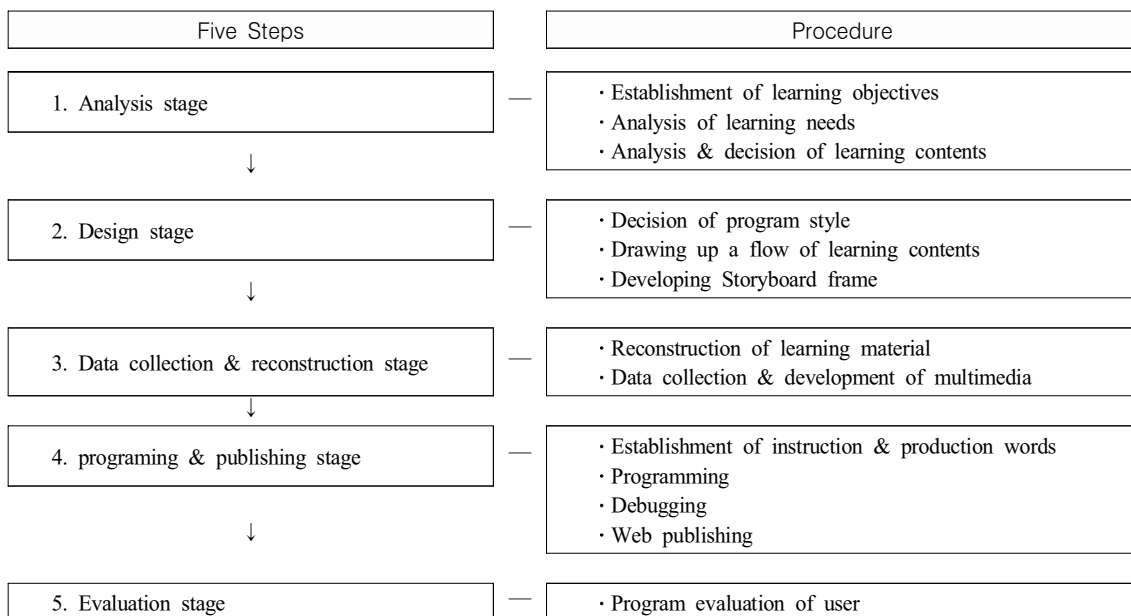 Five Steps
Procedure
1. Analysis stage
—
· Establishment of learning objectives
· Analysis of learning needs
· Analysis & decision of learning contents
↓
2. Design stage
—
· Decision of program style
· Drawing up a flow of learning contents
· Developing Storyboard frame
↓
3. Data collection & reconstruction stage
—
· Reconstruction of learning material
· Data collection & development of multimedia
↓
4. programing & publishing stage
—
· Establishment of instruction & production words
· Programming
· Debugging
· Web publishing
↓
5. Evaluation stage
—
· Program evaluation of user